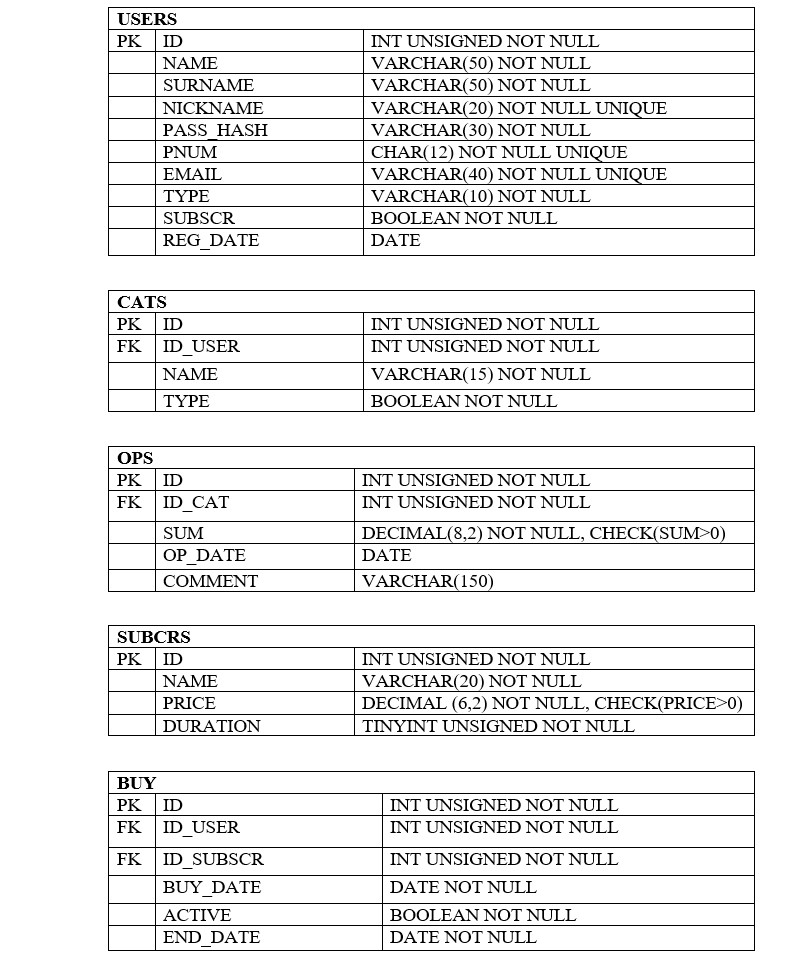 USERS
PK ID INT UNSIGNED NOT NULL
NAME VARCHAR(50) NOT NULL
SURNAME VARCHAR(50) NOT NULL
NICKNAME VARCHAR(20) NOT NULL UNIQUE
PASS_HASH VARCHAR(30) NOT NULL
PNUM CHAR(12) NOT NULL UNIQUE
EMAIL VARCHAR(40) NOT NULL UNIQUE
TYPE VARCHAR(10) NOT NULL
SUBSCR BOOLEAN NOT NULL
REG_DATE DATE
CATS
PK ID INT UNSIGNED NOT NULL
FK ID_USER INT UNSIGNED NOT NULL
NAME VARCHAR(15) NOT NULL
TYPE BOOLEAN NOT NULL
OPS
PK ID INT UNSIGNED NOT NULL
FK ID_CAT INT UNSIGNED NOT NULL
SUM DECIMAL(8,2) NOT NULL, CHECK(SUM>0)
OP_DATE DATE
COMMENT VARCHAR(150)
SUBCRS
PK ID INT UNSIGNED NOT NULL
NAME VARCHAR(20) NOT NULL
PRICE DECIMAL (6,2) NOT NULL, CHECK(PRICE>0)
DURATION TINYINT UNSIGNED NOT NULL
BUY
PK ID INT UNSIGNED NOT NULL
FK ID_USER INT UNSIGNED NOT NULL
FK ID_SUBSCR INT UNSIGNED NOT NULL
BUY_DATE DATE NOT NULL
ACTIVE BOOLEAN NOT NULL
END_DATE DATE NOT NULL